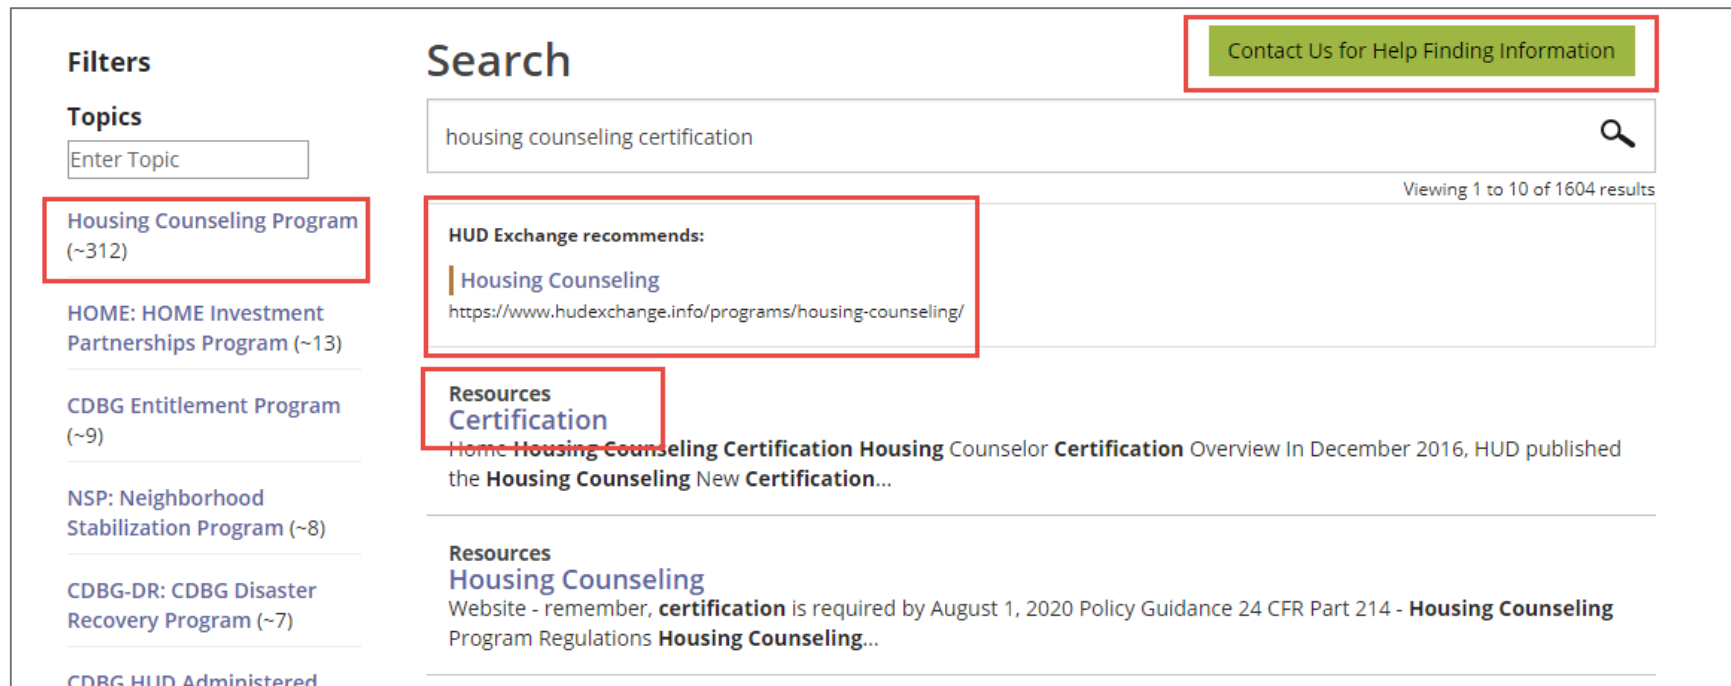 Filters
Topics
Enter Topic
Housing Counseling Program
(~312)
HOME: HOME Investment
Partnerships Program (~13)
CDBG Entitlement Program
(~9)
NSP: Neighborhood
Stabilization Program (~8)
CDBG-DR: CDBG Disaster
Recovery Program (~7)
CDBG HUD Administered
Search
Contact Us for Help Finding Information
housing counseling certification
Viewing 1 to 10 of 1604 results
HUD Exchange recommends:
Housing Counseling
https://www.hudexchange.info/programs/housing-counseling/
Resources
Certification
Home Housing Counseling Certification Housing Counselor Certification Overview In December 2016, HUD published
the Housing Counseling New Certification...
Resources
Housing Counseling
Website - remember, certification is required by August 1, 2020 Policy Guidance 24 CFR Part 214 - Housing Counseling
Program Regulations Housing Counseling...